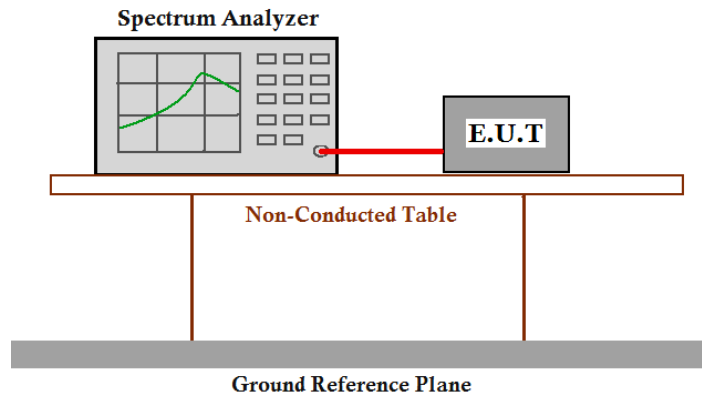 Spectrum Analyzer
E.U.T
Non-Conducted Table
Ground Reference Plane